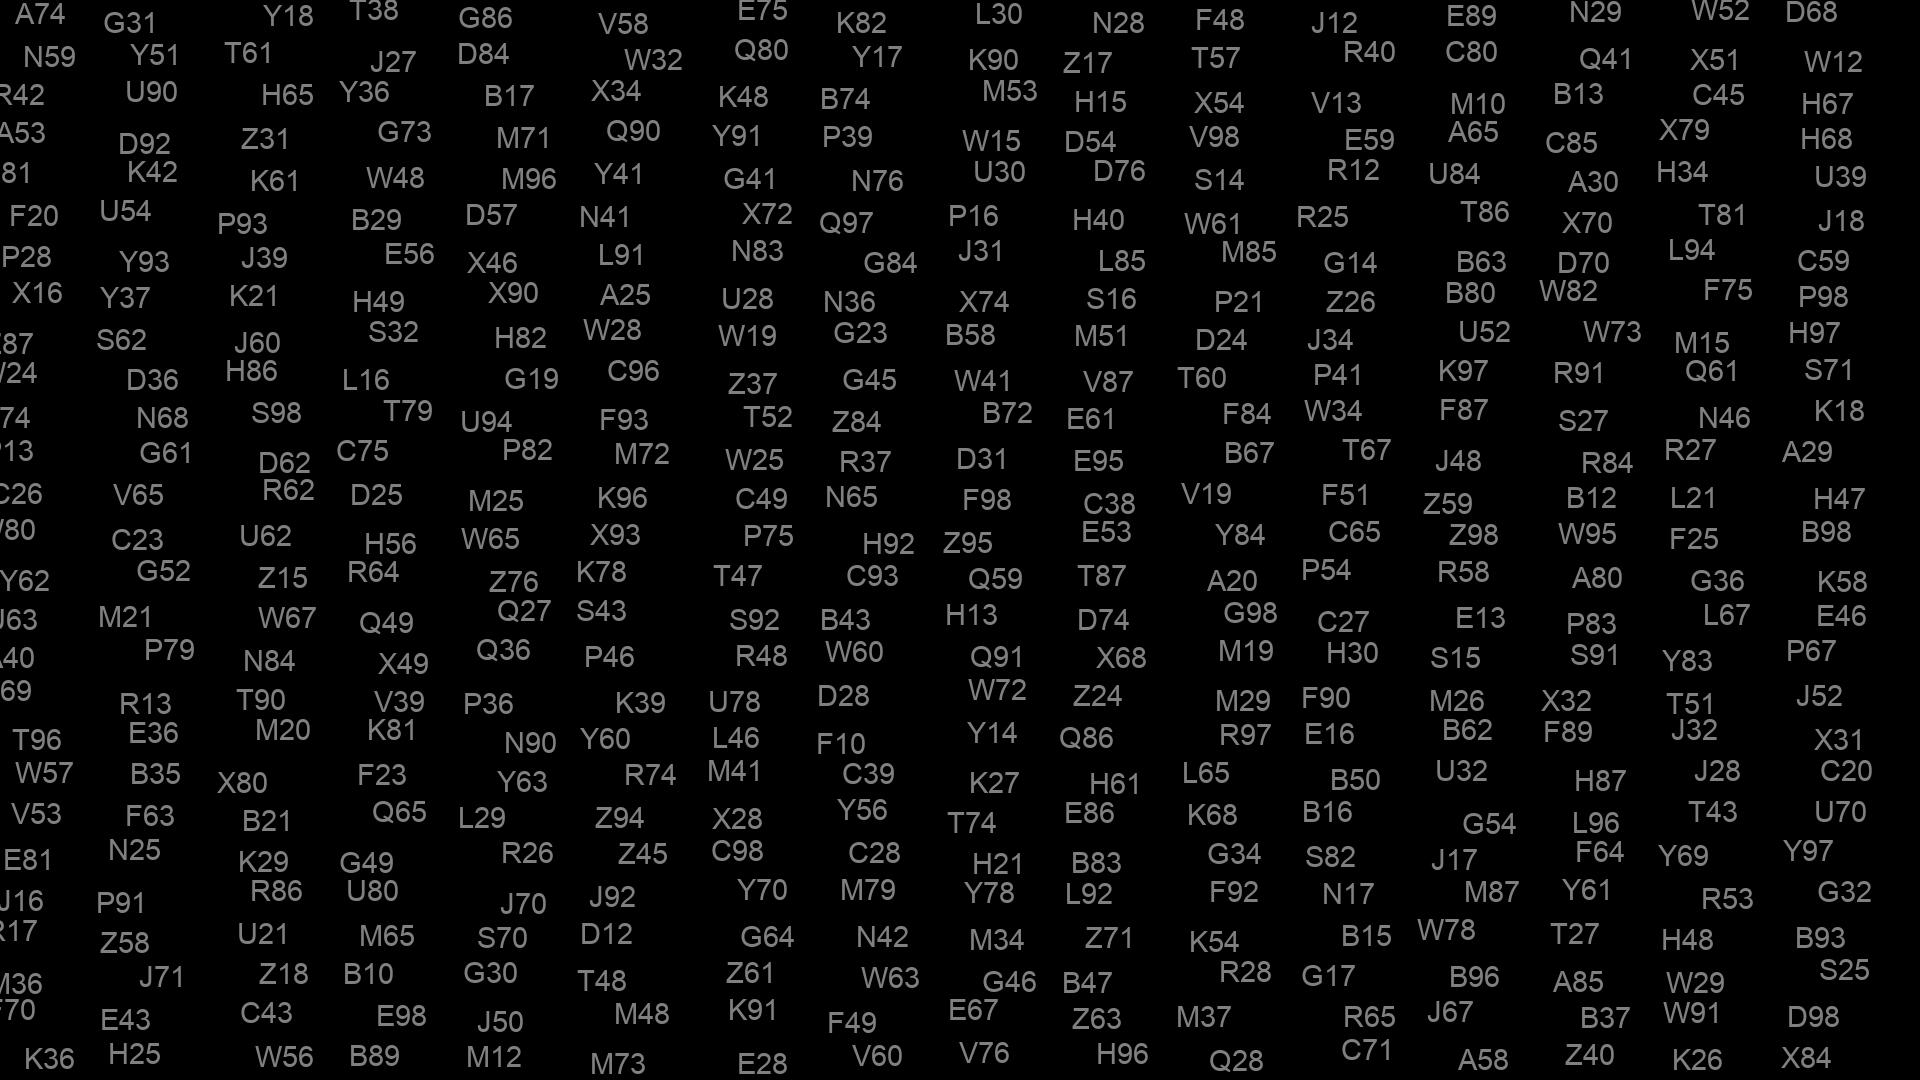 A74 G31 Y18 T38 G86 V58 E75 K82 L30 N28 F48 J12 E89 N29 W52 D68
N59 Y51 T61 J27 D84 W32 Q80 Y17 K90 Z17 T57 R40 C80 Q41 X51 W12
R42 U90 H65 Y36 B17 X34 K48 B74 M53 H15 X54 V13 M10 B13 C45 H67
A53 D92 Z31 G73 M71 Q90 Y91 P39 W15 D54 V98 E59 A65 C85 X79 H68
81 K42 K61 W48 M96 Y41 G41 N76 U30 D76 S14 R12 U84 A30 H34 U39
F20 U54 P93 B29 D57 N41 X72 Q97 P16 H40 W61 R25 T86 X70 T81 J18
P28 Y93 J39 E56 X46 L91 N83 G84 J31 L85 M85 G14 B63 D70 L94 C59
X16 Y37 K21 H49 X90 A25 U28 N36 X74 S16 P21 Z26 B80 W82 F75 P98
87 S62 J60 S32 H82 W28 W19 G23 B58 M51 D24 J34 U52 W73 M15 H97
24 D36 H86 L16 G19 C96 Z37 G45 W41 V87 T60 P41 K97 R91 Q61 S71
74 N68 S98 T79 U94 F93 T52 Z84 B72 E61 F84 W34 F87 S27 N46 K18
13 G61 D62 C75 P82 M72 W25 R37 D31 E95 B67 T67 J48 R84 R27 A29
C26 V65 R62 D25 M25 K96 C49 N65 F98 C38 V19 F51 Z59 B12 L21 H47
80 C23 U62 H56 W65 X93 P75 H92 Z95 E53 Y84 C65 Z98 W95 F25 B98
Y62 G52 Z15 R64 Z76 K78 T47 C93 Q59 T87 A20 P54 R58 A80 G36 K58
63 M21 W67 Q49 Q27 S43 S92 B43 H13 D74 G98 C27 E13 P83 L67 E46
40 P79 N84 X49 Q36 P46 R48 W60 Q91 X68 M19 H30 S15 S91 Y83 P67
69 R13 T90 V39 P36 K39 U78 D28 W72 Z24 M29 F90 M26 X32 T51 J52
T96 E36 M20 K81 N90 Y60 L46 F10 Y14 Q86 R97 E16 B62 F89 J32 X31
W57 B35 X80 F23 Y63 R74 M41 C39 K27 H61 L65 B50 U32 H87 J28 C20
V53 F63 B21 Q65 L29 Z94 X28 Y56 T74 E86 K68 B16 G54 L96 T43 U70
E81 N25 K29 G49 R26 Z45 C98 C28 H21 B83 G34 S82 J17 F64 Y69 Y97
J16 P91 R86 U80 J70 J92 Y70 M79 Y78 L92 F92 N17 M87 Y61 R53 G32
R17 Z58 U21 M65 S70 D12 G64 N42 M34 Z71 K54 B15 W78 T27 H48 B93
M36 J71 Z18 B10 G30 T48 Z61 W63 G46 B47 R28 G17 B96 A85 W29 S25
70 E43 C43 E98 J50 M48 K91 F49 E67 Z63 M37 R65 J67 B37 W91 D98
K36 H25 W56 B89 M12 M73 E28 V60 V76 H96 Q28 C71 A58 Z40 K26 X84